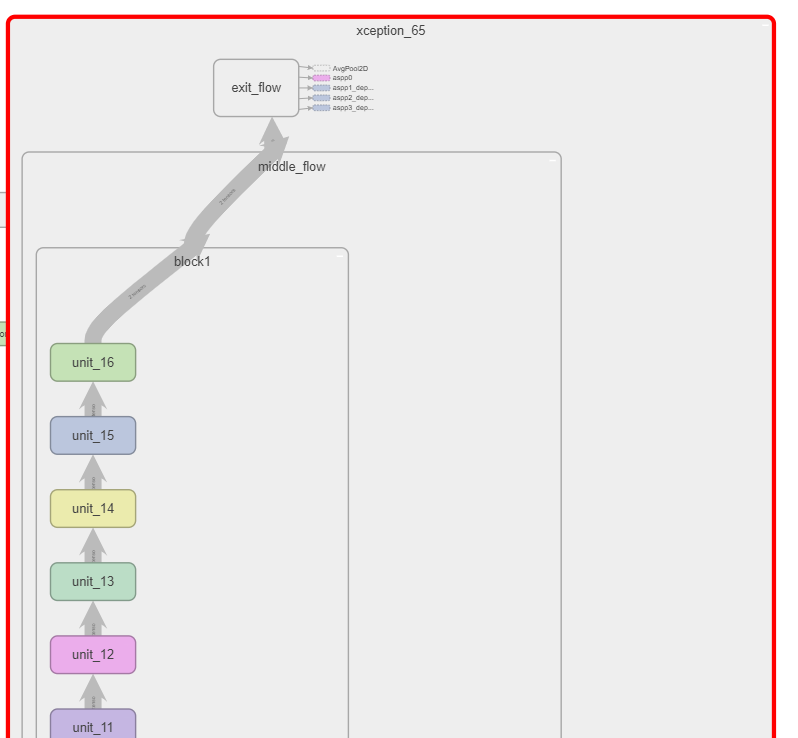 xception_65
exit_flow
AvgPool2D
aspp0
aspp1_dep...
aspp2_dep...
aspp3_dep...
middle_flow
block1
unit_16
unit_15
unit_14
unit_13
unit_12
unit_11